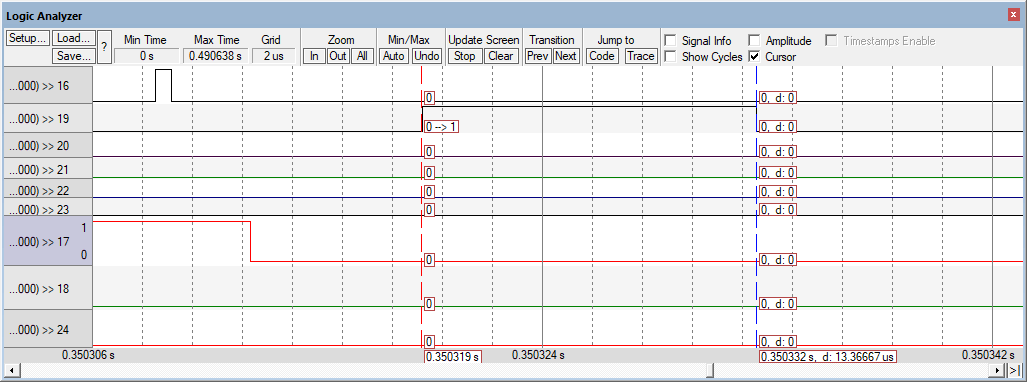 Logic Analyzer
Setup... Load... ? Min Time Max Time Grid Zoom Min/Max Update Screen Transition Jump to Signal Info Amplitude Timestamps Enable
Save... 0 s 0.490638 s 2 us In Out All Auto Undo Stop Clear Prev Next Code Trace Show Cycles Cursor
...000) >> 16 0 0, d: 0
...000) >> 19 0 --> 1 0, d: 0
...000) >> 20 0 0, d: 0
...000) >> 21 0 0, d: 0
...000) >> 22 0 0, d: 0
...000) >> 23 0 0, d: 0
1
...000) >> 17
0 0 0, d: 0
...000) >> 18 0 0, d: 0
...000) >> 24 0 0, d: 0
0.350306 s 0.350319 s 0.350324 s 0.350332 s, d: 13.36667 us 0.350342 s